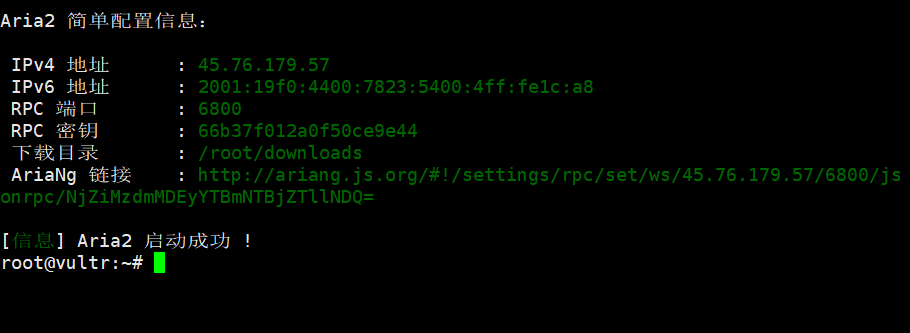 Aria2 简单配置信息：
IPv4 地址 : 45.76.179.57
IPv6 地址 : 2001:19f0:4400:7823:5400:4ff:fe1c:a8
RPC 端口 : 6800
RPC 密钥 : 66b37f012a0f50ce9e44
下载目录 : /root/downloads
AriaNg 链接 : http://ariang.js.org/#!/settings/rpc/set/ws/45.76.179.57/6800/js
onrpc/NjZiMzdmMDEyYTBmNTBjZTllNDQ=
[信息] Aria2 启动成功 !
root@vultr:~#